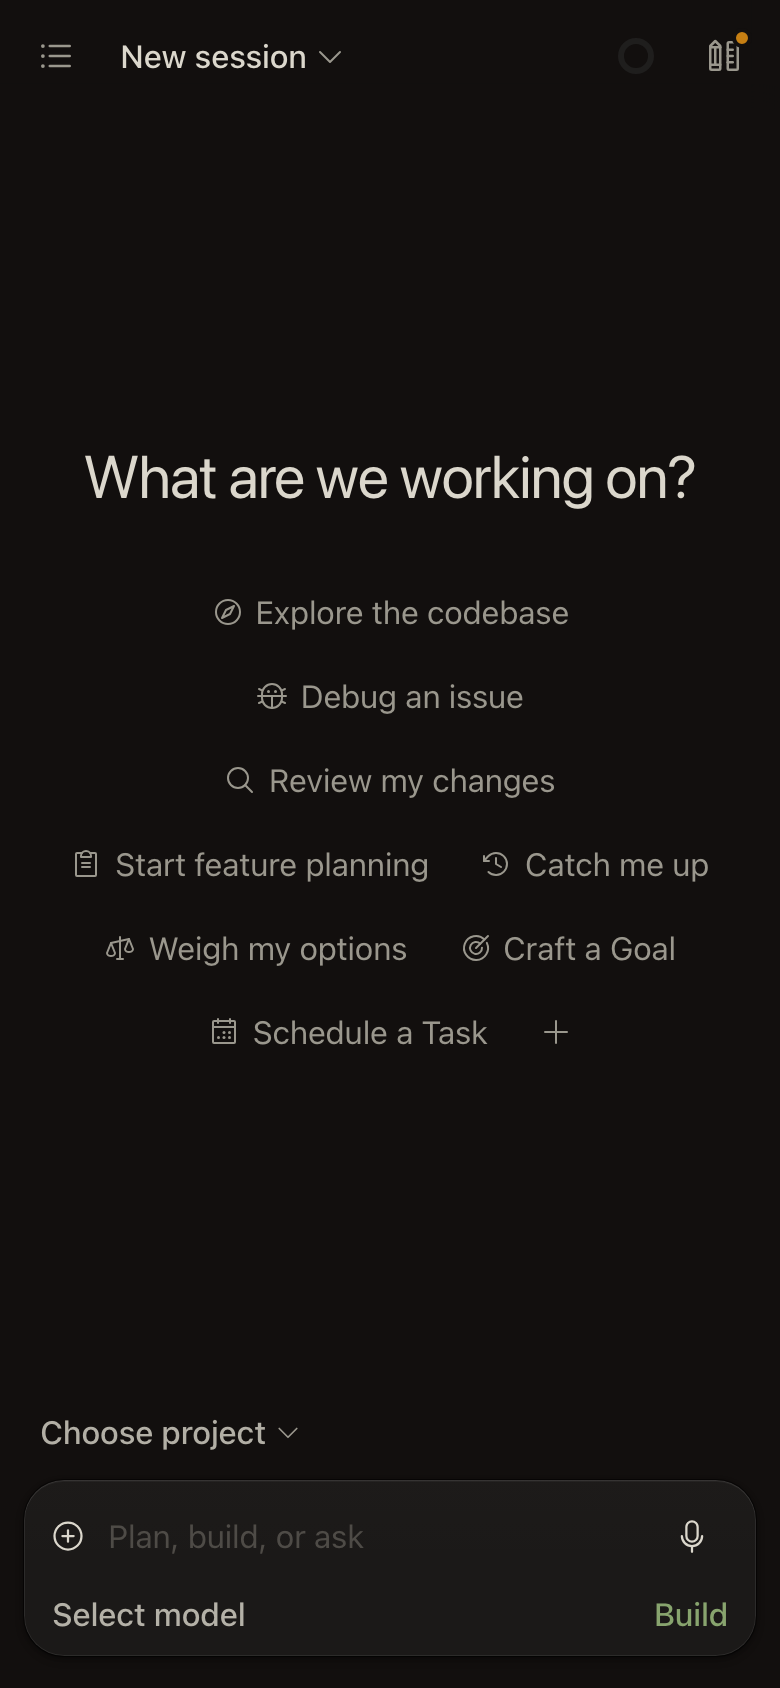 New session
What are we working on?
Explore the codebase
Debug an issue
Review my changes
Start feature planning
Catch me up
Weigh my options
Craft a Goal
Schedule a Task
Choose project
Plan, build, or ask
Select model
Build